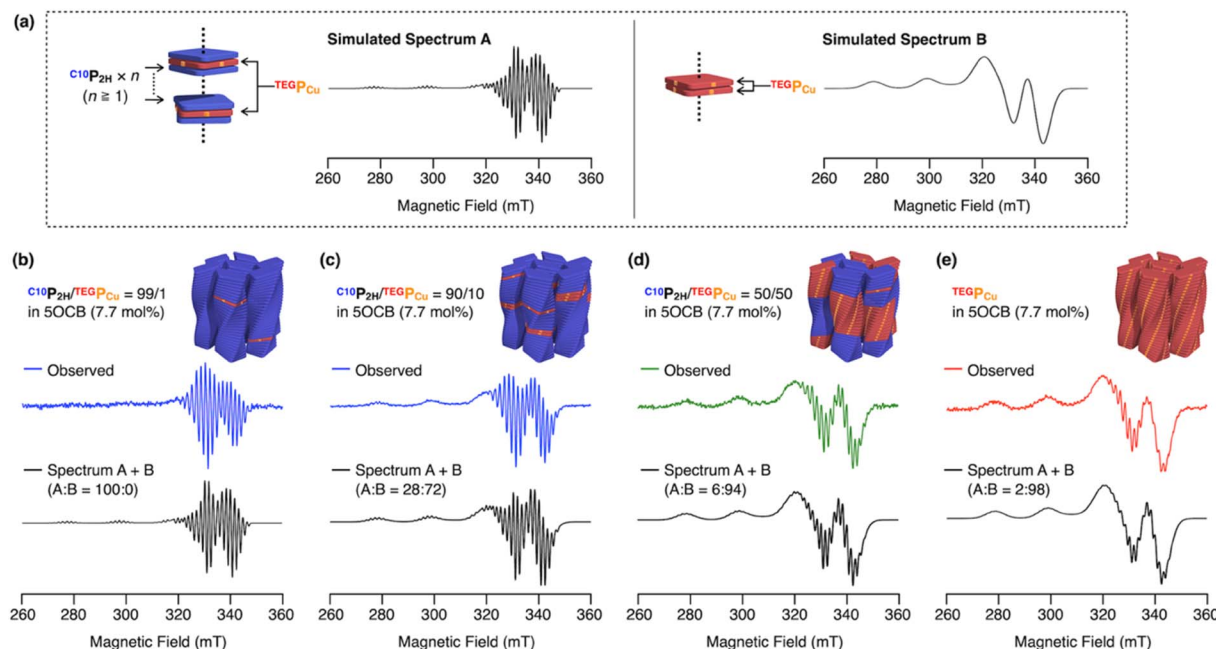 (a)
Simulated Spectrum A
C10P2H × n
(n ≧ 1)
TEGPCu
260 280 300 320 340 360
Magnetic Field (mT)
Simulated Spectrum B
TEGPCu
260 280 300 320 340 360
Magnetic Field (mT)
(b)
C10P2H/TEGPCu = 99/1
in 5OCB (7.7 mol%)
Observed
Spectrum A + B
(A:B = 100:0)
260 280 300 320 340 360
Magnetic Field (mT)
(c)
C10P2H/TEGPCu = 90/10
in 5OCB (7.7 mol%)
Observed
Spectrum A + B
(A:B = 28:72)
260 280 300 320 340 360
Magnetic Field (mT)
(d)
C10P2H/TEGPCu = 50/50
in 5OCB (7.7 mol%)
Observed
Spectrum A + B
(A:B = 6:94)
260 280 300 320 340 360
Magnetic Field (mT)
(e)
TEGPCu
in 5OCB (7.7 mol%)
Observed
Spectrum A + B
(A:B = 2:98)
260 280 300 320 340 360
Magnetic Field (mT)